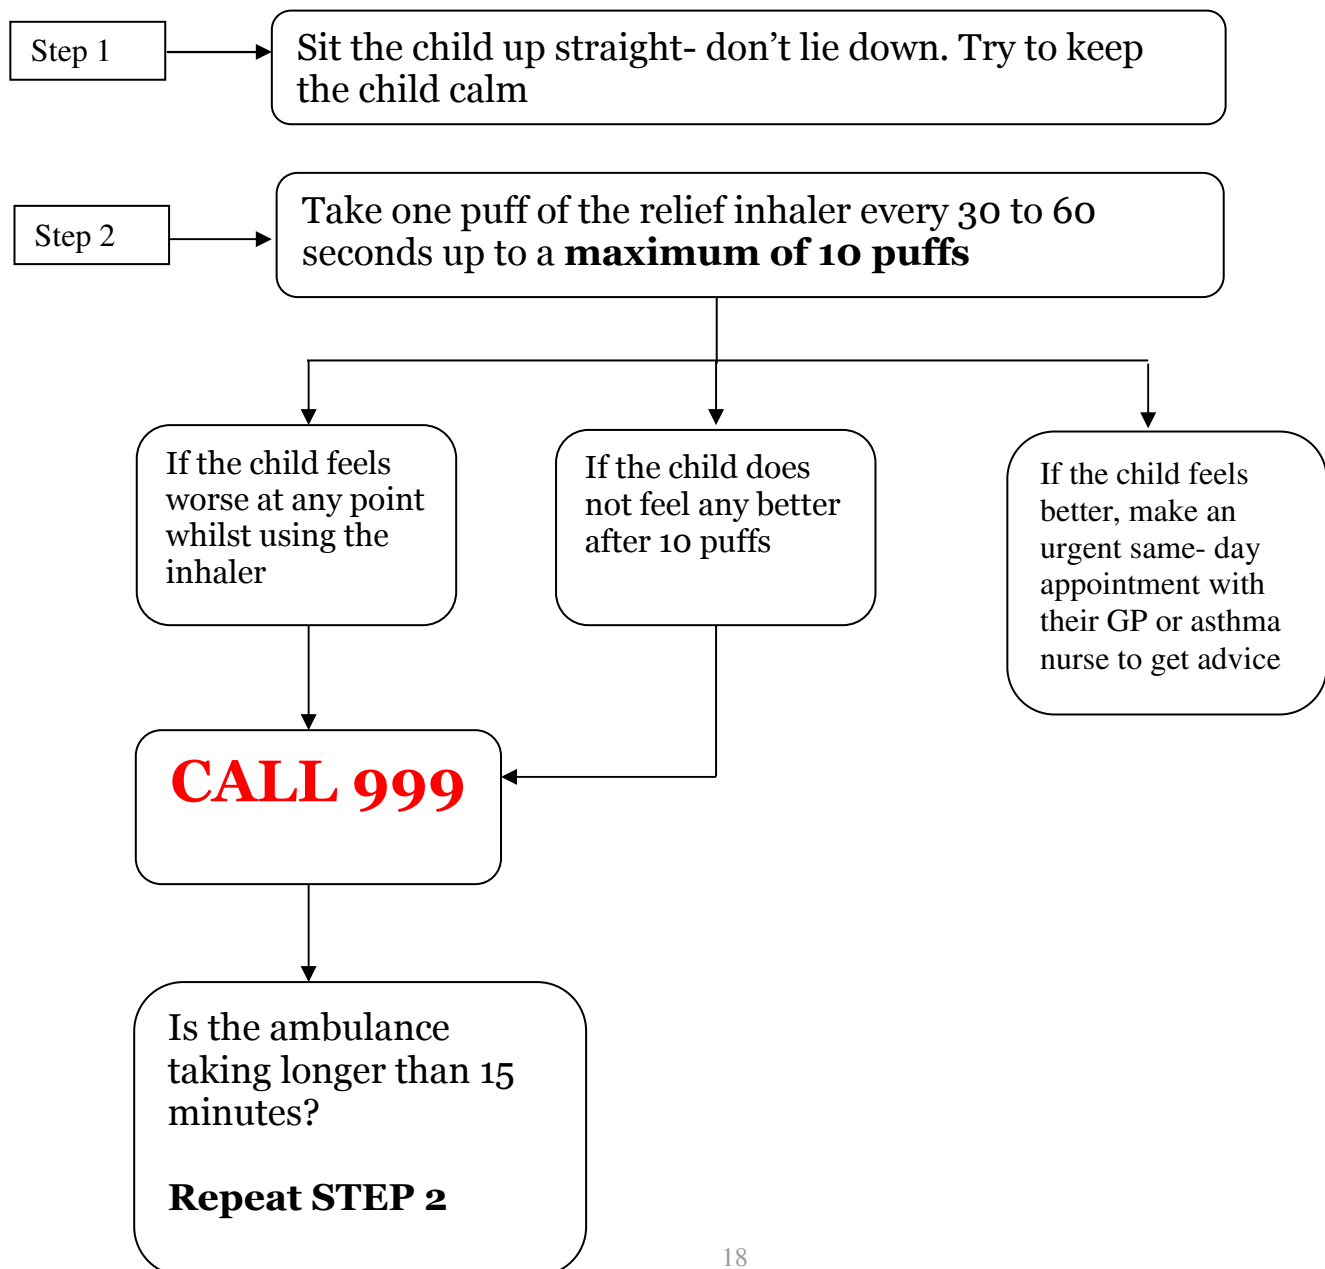 Step 1
Sit the child up straight- don’t lie down. Try to keep
the child calm
Step 2
Take one puff of the relief inhaler every 30 to 60
seconds up to a maximum of 10 puffs
If the child feels
worse at any point
whilst using the
inhaler
If the child does
not feel any better
after 10 puffs
If the child feels
better, make an
urgent same- day
appointment with
their GP or asthma
nurse to get advice
CALL 999
Is the ambulance
taking longer than 15
minutes?
Repeat STEP 2
18